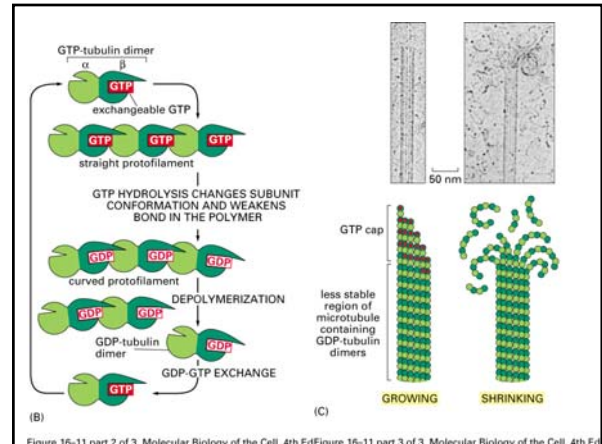 GTP-tubulin dimer
α β
GTP
exchangeable GTP
GTP GTP GTP
straight protofilament
GTP HYDROLYSIS CHANGES SUBUNIT
CONFORMATION AND WEAKENS
BOND IN THE POLYMER
GDP GDP GDP
curved protofilament
DEPOLYMERIZATION
GDP GDP
GDP-tubulin
dimer
GDP
GDP-GTP EXCHANGE
GTP
(B)
50 nm
GTP cap
less stable
region of
microtubule
containing
GDP-tubulin
dimers
GROWING SHRINKING
(C)
Figure 16–11 part 2 of 3. Molecular Biology of the Cell, 4th Ed
Figure 16–11 part 3 of 3. Molecular Biology of the Cell, 4th Ed